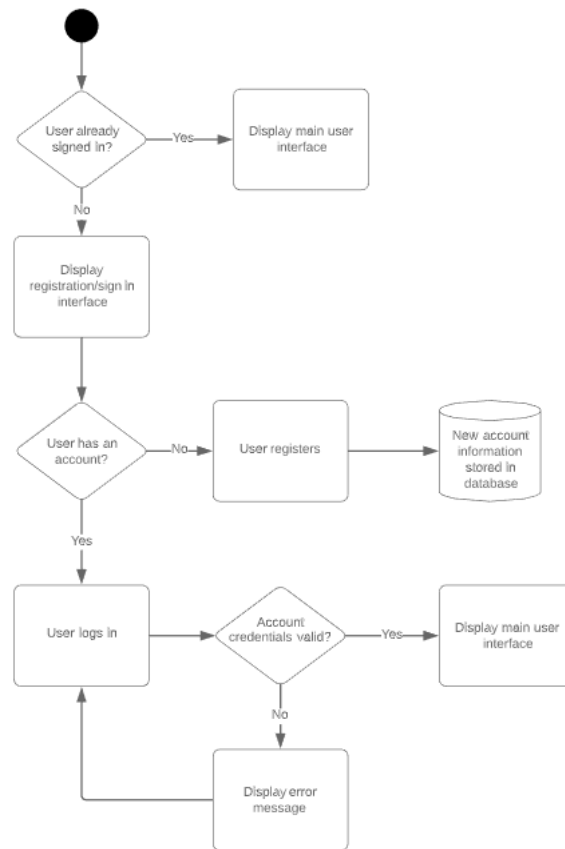 User already
signed in?
Yes
Display main user
interface
No
Display
registration/sign in
interface
User has an
account?
No
User registers
New account
information
stored in
database
Yes
User logs in
Account
credentials valid?
Yes
Display main user
interface
No
Display error
message